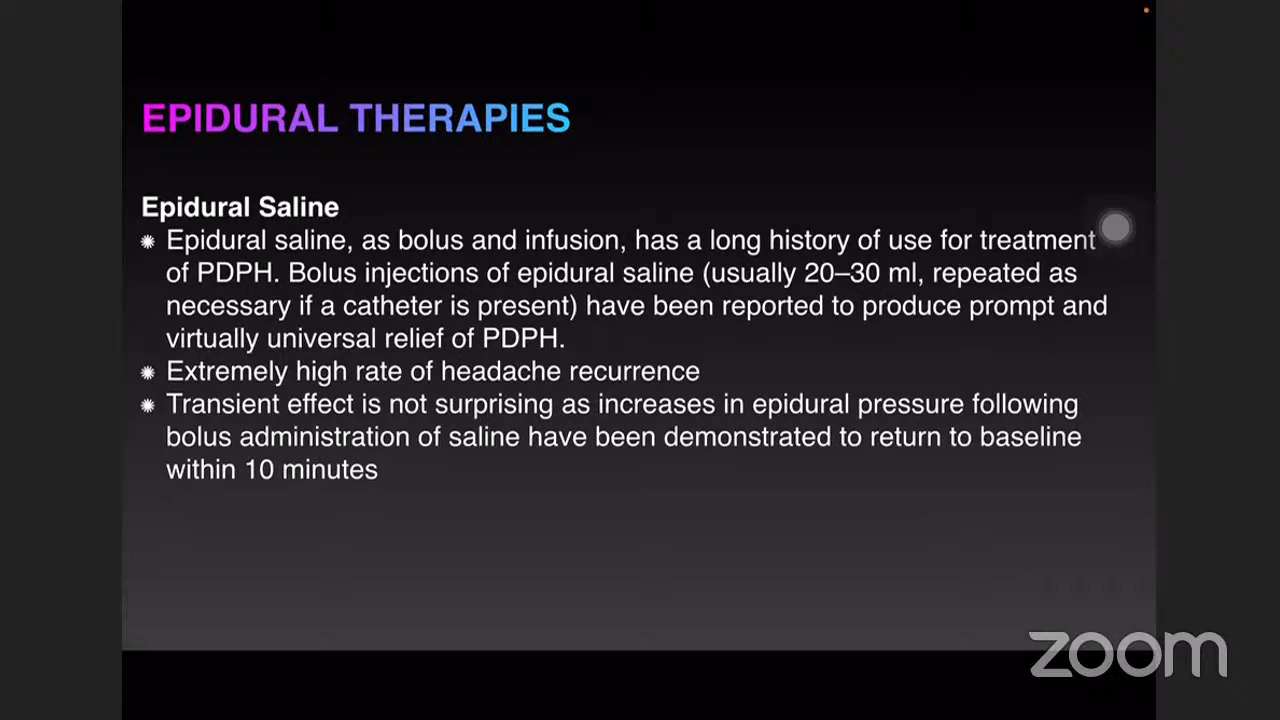 EPIDURAL THERAPIES
Epidural Saline
Epidural saline, as bolus and infusion, has a long history of use for treatment
of PDPH. Bolus injections of epidural saline (usually 20–30 ml, repeated as
necessary if a catheter is present) have been reported to produce prompt and
virtually universal relief of PDPH.
Extremely high rate of headache recurrence
Transient effect is not surprising as increases in epidural pressure following
bolus administration of saline have been demonstrated to return to baseline
within 10 minutes
zoom